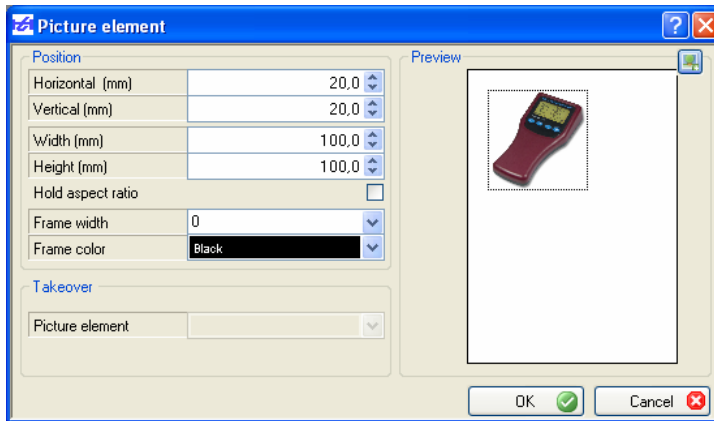 Picture element
Position
Horizontal (mm) 20,0
Vertical (mm) 20,0
Width (mm) 100,0
Height (mm) 100,0
Hold aspect ratio
Frame width 0
Frame color Black
Takeover
Picture element
Preview
OK Cancel